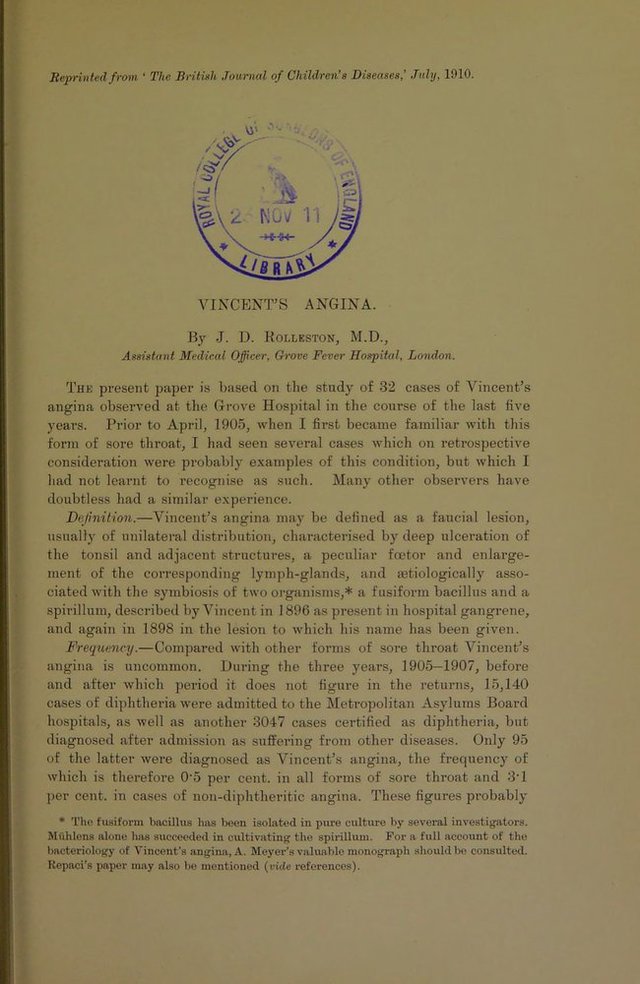 Reprinted from ‘ The British Journal of Children's Diseases,’ July, 1910.
ROYAL COLLEGE OF SURGEONS OF ENGLAND
NOV 11
* LIBRARY *
VINCENT'S ANGINA.
By J. D. ROLLESTON, M.D.,
Assistant Medical Officer, Grove Fever Hospital, London.
THE present paper is based on the study of 32 cases of Vincent's
angina observed at the Grove Hospital in the course of the last five
years. Prior to April, 1905, when I first became familiar with this
form of sore throat, I had seen several cases which on retrospective
consideration were probably examples of this condition, but which I
had not learnt to recognise as such. Many other observers have
doubtless had a similar experience.
Definition.—Vincent's angina may be defined as a faucial lesion,
usually of unilateral distribution, characterised by deep ulceration of
the tonsil and adjacent structures, a peculiar fœtor and enlarge-
ment of the corresponding lymph-glands, and ætiologically asso-
ciated with the symbiosis of two organisms,* a fusiform bacillus and a
spirillum, described by Vincent in 1896 as present in hospital gangrene,
and again in 1898 in the lesion to which his name has been given.
Frequency.—Compared with other forms of sore throat Vincent's
angina is uncommon. During the three years, 1905–1907, before
and after which period it does not figure in the returns, 15,140
cases of diphtheria were admitted to the Metropolitan Asylums Board
hospitals, as well as another 3047 cases certified as diphtheria, but
diagnosed after admission as suffering from other diseases. Only 95
of the latter were diagnosed as Vincent's angina, the frequency of
which is therefore 0·5 per cent. in all forms of sore throat and 3·1
per cent. in cases of non-diphtheritic angina. These figures probably
* The fusiform bacillus has been isolated in pure culture by several investigators.
Mühlens alone has succeeded in cultivating the spirillum. For a full account of the
bacteriology of Vincent's angina, A. Meyer's valuable monograph should be consulted.
Repaci's paper may also be mentioned (vide references).